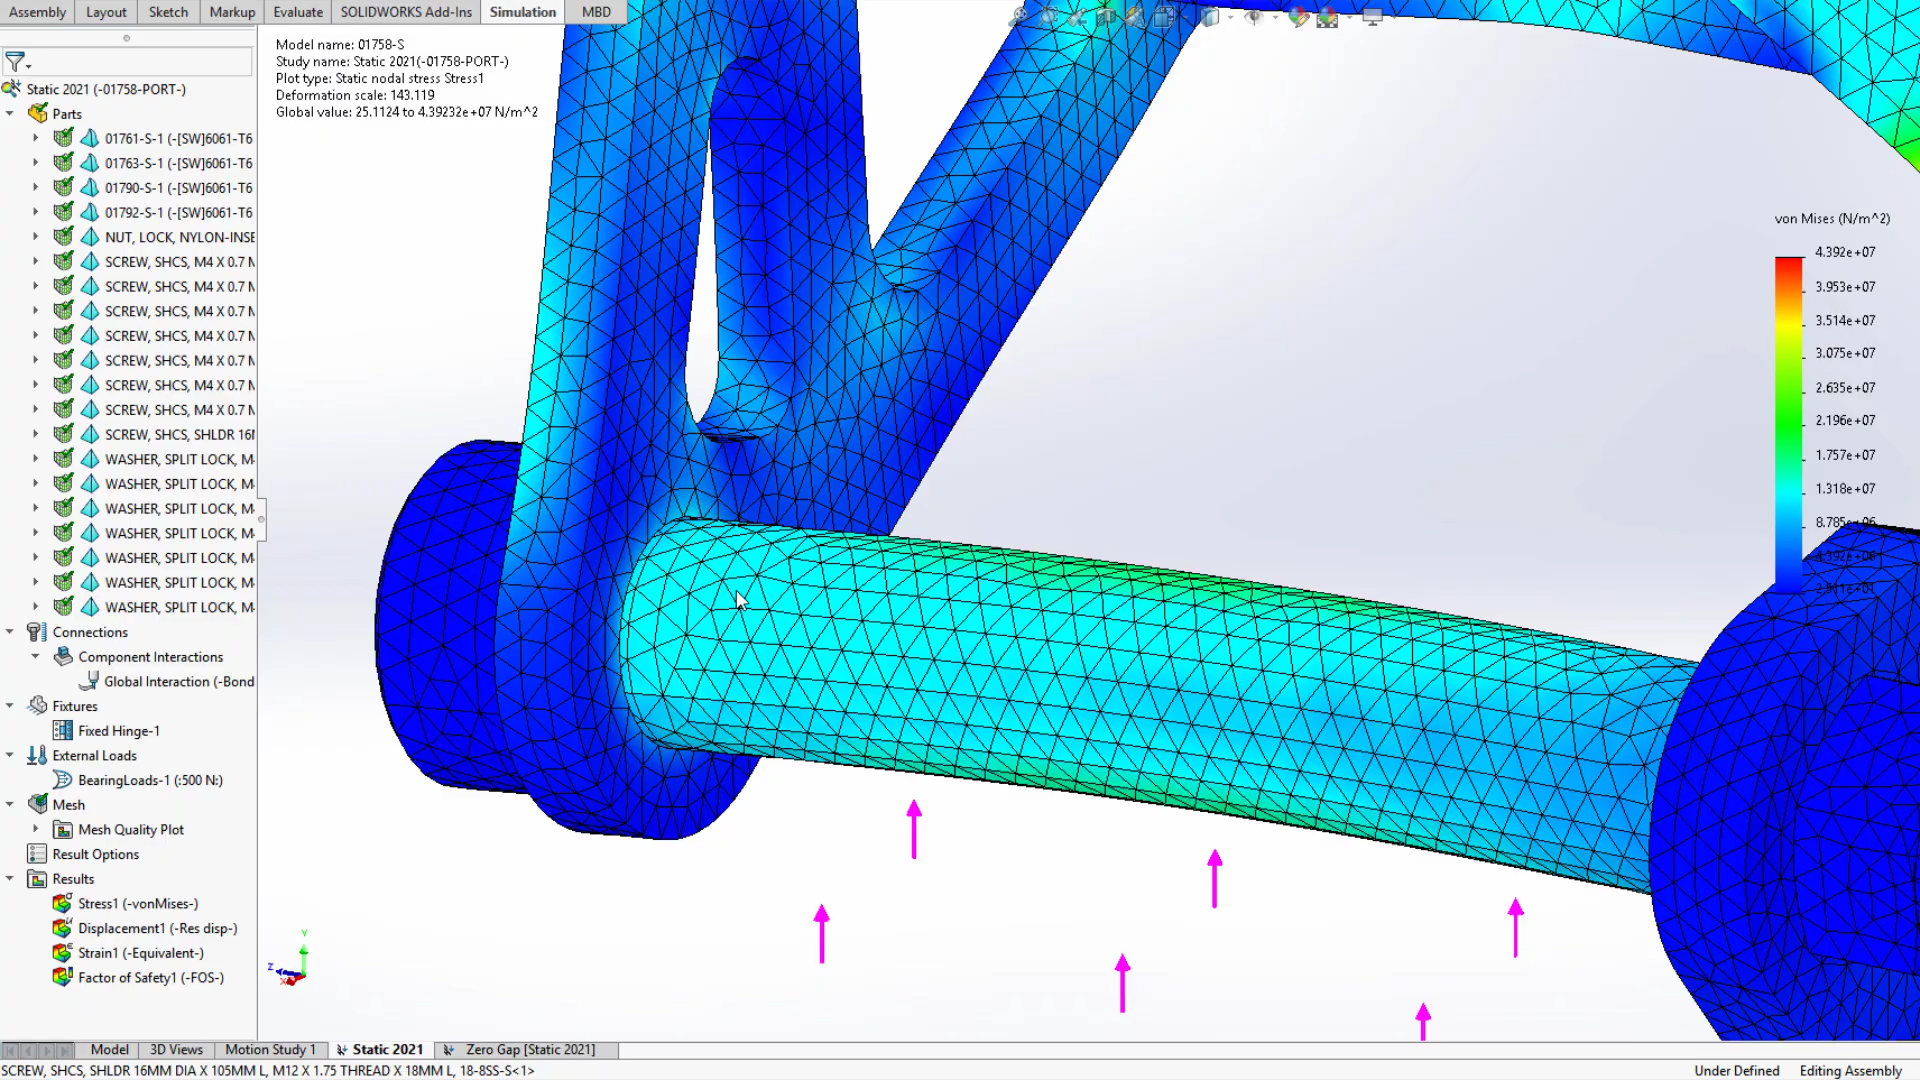 Assembly Layout Sketch Markup Evaluate SOLIDWORKS Add-Ins Simulation MBD
Model name: 01758-S
Study name: Static 2021(-01758-PORT-)
Plot type: Static nodal stress Stress1
Deformation scale: 143.119
Global value: 25.1124 to 4.39232e+07 N/m^2
Static 2021 (-01758-PORT-)
Parts
01761-S-1 (-[SW]6061-T6
01763-S-1 (-[SW]6061-T6
01790-S-1 (-[SW]6061-T6
01792-S-1 (-[SW]6061-T6
NUT, LOCK, NYLON-INSE
SCREW, SHCS, M4 X 0.7 M
SCREW, SHCS, M4 X 0.7 M
SCREW, SHCS, M4 X 0.7 M
SCREW, SHCS, M4 X 0.7 M
SCREW, SHCS, M4 X 0.7 M
SCREW, SHCS, M4 X 0.7 M
SCREW, SHCS, M4 X 0.7 M
SCREW, SHCS, SHLDR 16M
WASHER, SPLIT LOCK, M
WASHER, SPLIT LOCK, M
WASHER, SPLIT LOCK, M
WASHER, SPLIT LOCK, M
WASHER, SPLIT LOCK, M
WASHER, SPLIT LOCK, M
WASHER, SPLIT LOCK, M
Connections
Component Interactions
Global Interaction (-Bond
Fixtures
Fixed Hinge-1
External Loads
BearingLoads-1 (:500 N:)
Mesh
Mesh Quality Plot
Result Options
Results
Stress1 (-vonMises-)
Displacement1 (-Res disp-)
Strain1 (-Equivalent-)
Factor of Safety1 (-FOS-)
von Mises (N/m^2)
4.392e+07
3.953e+07
3.514e+07
3.075e+07
2.635e+07
2.196e+07
1.757e+07
1.318e+07
8.785e+06
4.392e+06
2.511e+01
Y
Z
X
Model 3D Views Motion Study 1 Static 2021 Zero Gap [Static 2021]
SCREW, SHCS, SHLDR 16MM DIA X 105MM L, M12 X 1.75 THREAD X 18MM L, 18-8SS-S<1>
Under Defined Editing Assembly